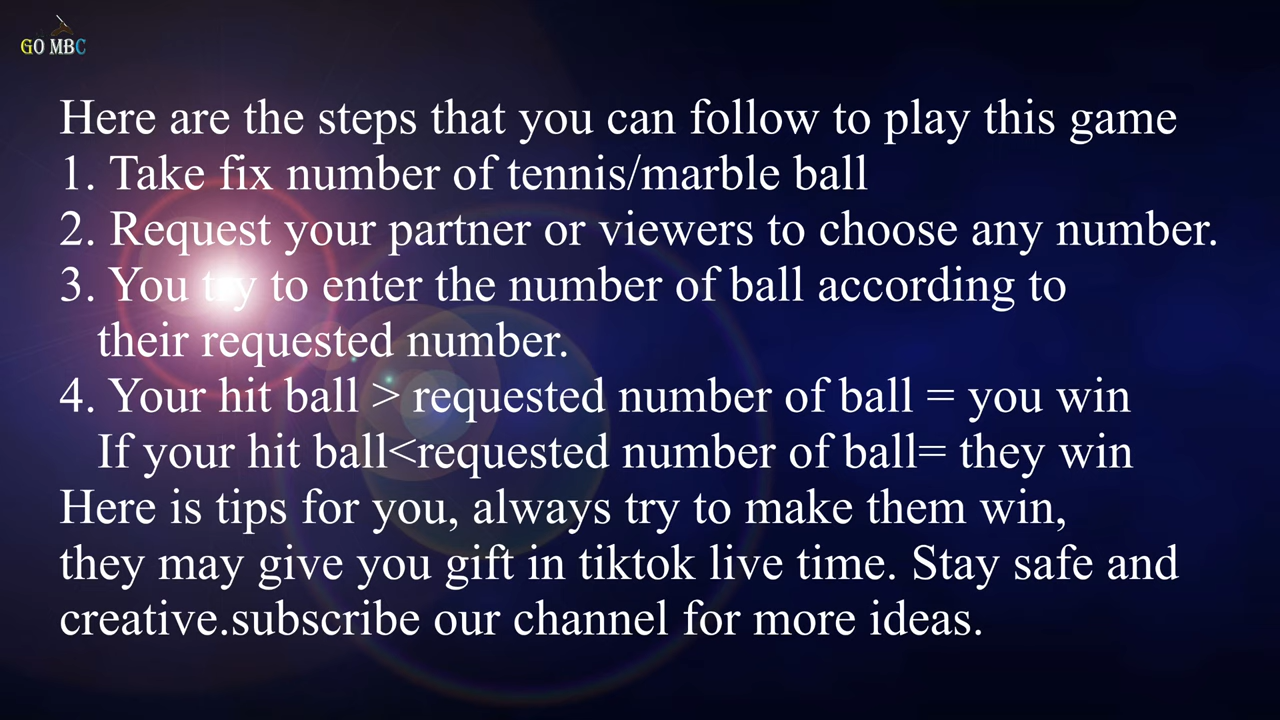 GO MBC
Here are the steps that you can follow to play this game
1. Take fix number of tennis/marble ball
2. Request your partner or viewers to choose any number.
3. You try to enter the number of ball according to
their requested number.
4. Your hit ball > requested number of ball = you win
If your hit ball<requested number of ball= they win
Here is tips for you, always try to make them win,
they may give you gift in tiktok live time. Stay safe and
creative.subscribe our channel for more ideas.